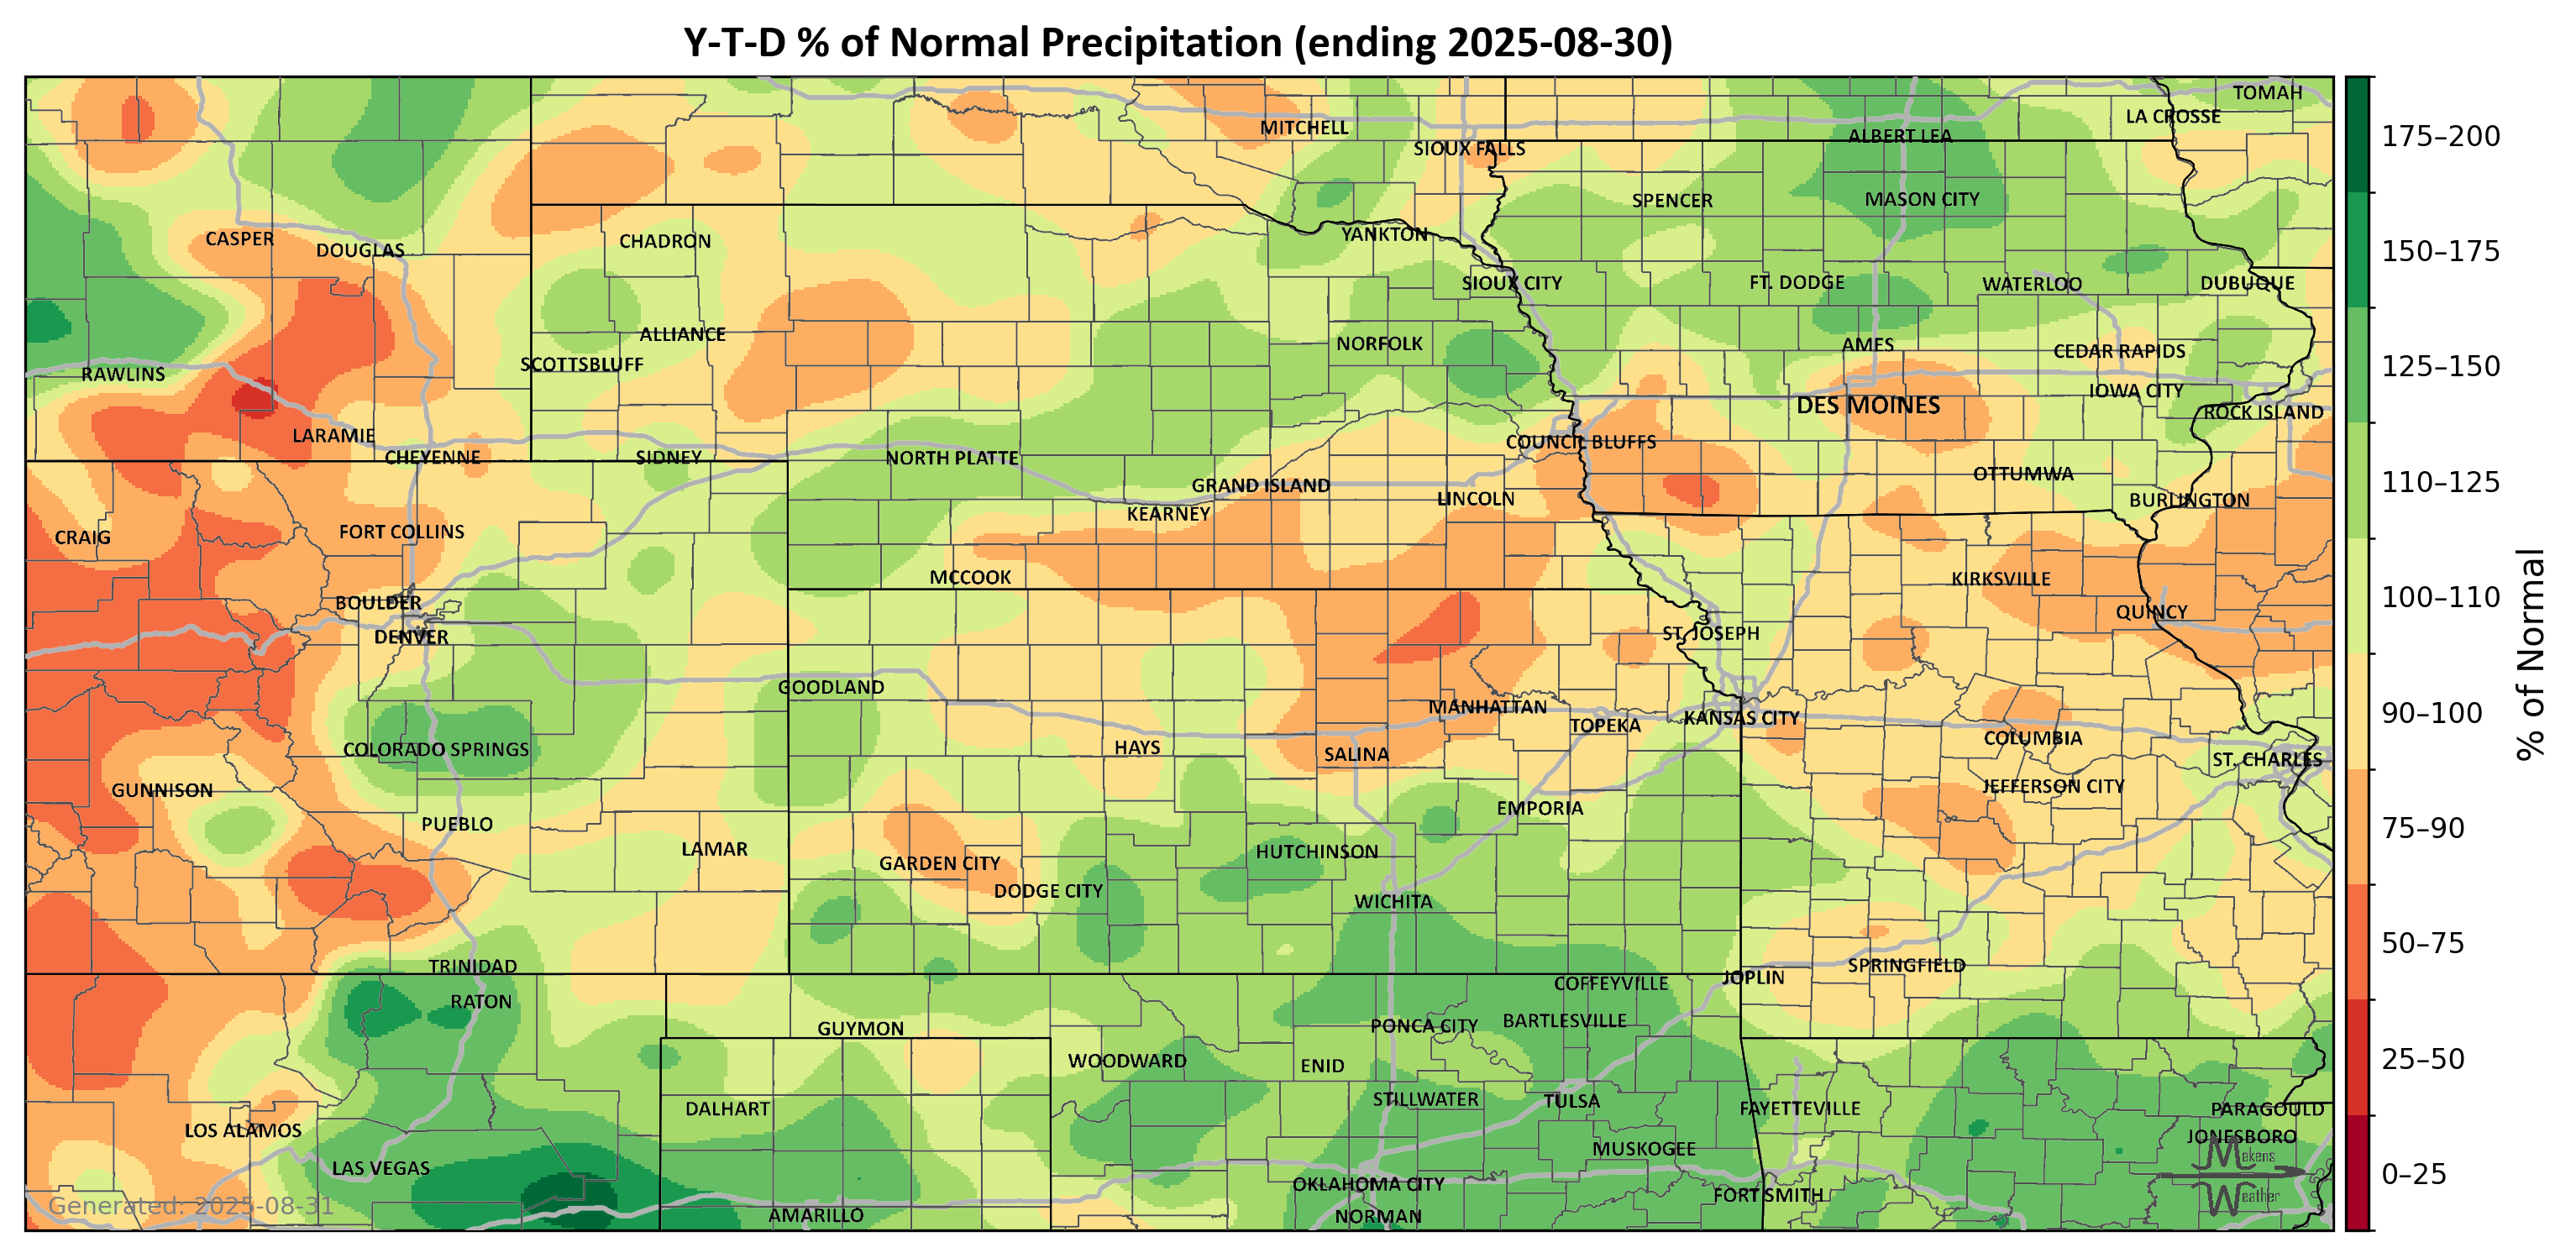 Y-T-D % of Normal Precipitation (ending 2025-08-30)
TOMAH
LA CROSSE
MITCHELL
ALBERT LEA
SIOUX FALLS
SPENCER
MASON CITY
CASPER
DOUGLAS
CHADRON
YANKTON
SIOUX CITY
FT. DODGE
WATERLOO
DUBUQUE
ALLIANCE
NORFOLK
AMES
CEDAR RAPIDS
SCOTTSBLUFF
RAWLINS
IOWA CITY
DES MOINES
ROCK ISLAND
LARAMIE
COUNCIL BLUFFS
CHEYENNE
SIDNEY
NORTH PLATTE
OTTUMWA
GRAND ISLAND
LINCOLN
BURLINGTON
KEARNEY
CRAIG
FORT COLLINS
MCCOOK
KIRKSVILLE
BOULDER
QUINCY
DENVER
ST. JOSEPH
GOODLAND
MANHATTAN
TOPEKA
KANSAS CITY
COLORADO SPRINGS
HAYS
SALINA
COLUMBIA
ST. CHARLES
GUNNISON
JEFFERSON CITY
EMPORIA
PUEBLO
LAMAR
GARDEN CITY
HUTCHINSON
DODGE CITY
WICHITA
TRINIDAD
SPRINGFIELD
JOPLIN
COFFEYVILLE
RATON
GUYMON
PONCA CITY
BARTLESVILLE
WOODWARD
ENID
DALHART
STILLWATER
TULSA
FAYETTEVILLE
PARAGOULD
LOS ALAMOS
JONESBORO
MUSKOGEE
LAS VEGAS
OKLAHOMA CITY
FORT SMITH
AMARILLO
NORMAN
Makens
Weather
Generated: 2025-08-31
175–200
150–175
125–150
110–125
100–110
90–100
75–90
50–75
25–50
0–25
% of Normal